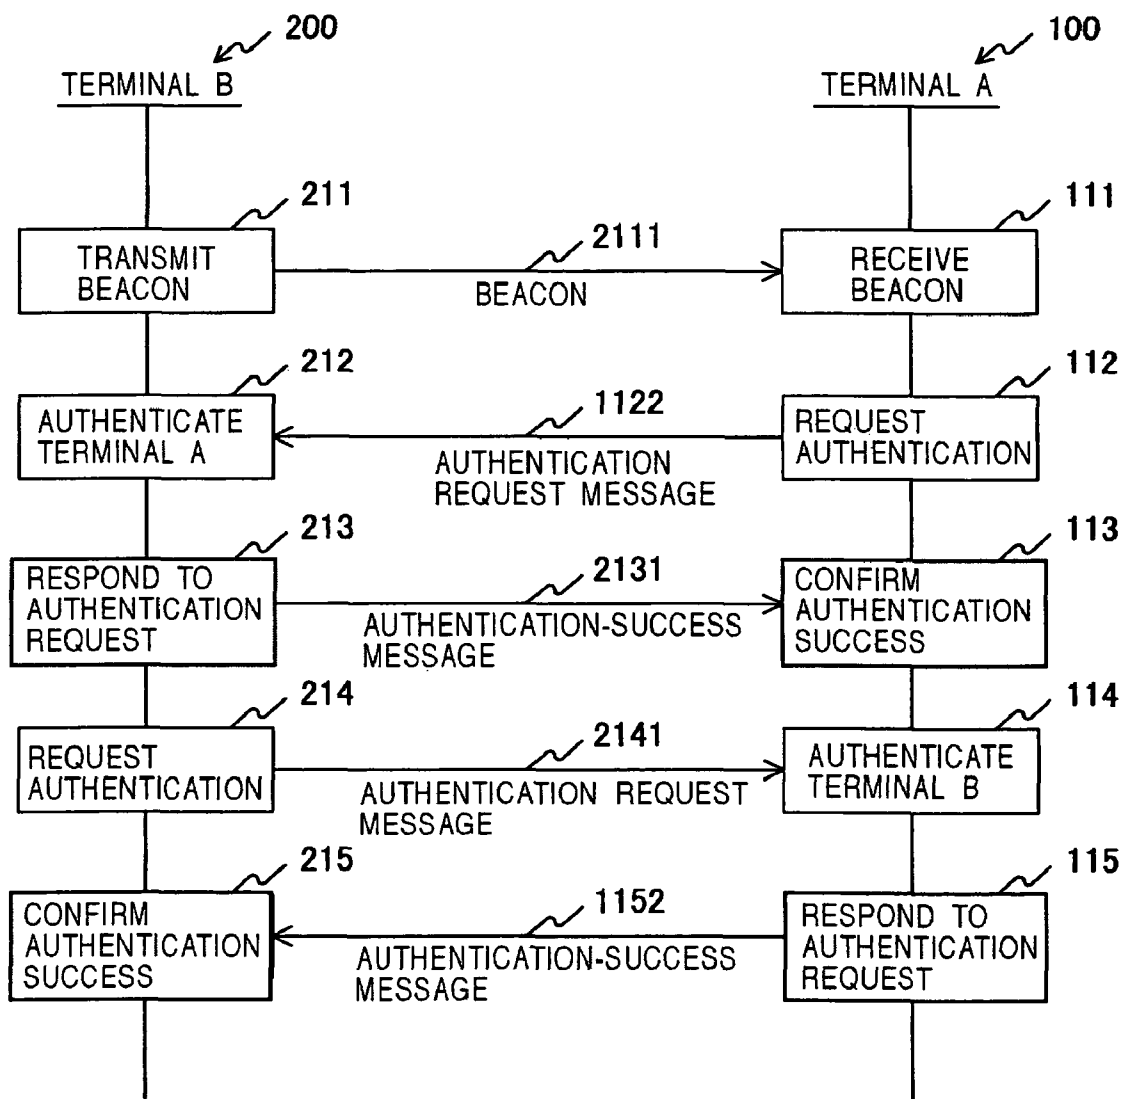 200
100
TERMINAL B
TERMINAL A
211
111
2111
TRANSMIT
BEACON
RECEIVE
BEACON
BEACON
212
112
1122
AUTHENTICATE
TERMINAL A
REQUEST
AUTHENTICATION
AUTHENTICATION
REQUEST MESSAGE
213
113
2131
RESPOND TO
AUTHENTICATION
REQUEST
CONFIRM
AUTHENTICATION
SUCCESS
AUTHENTICATION-SUCCESS
MESSAGE
214
114
2141
REQUEST
AUTHENTICATION
AUTHENTICATE
TERMINAL B
AUTHENTICATION REQUEST
MESSAGE
215
115
1152
CONFIRM
AUTHENTICATION
SUCCESS
RESPOND TO
AUTHENTICATION
REQUEST
AUTHENTICATION-SUCCESS
MESSAGE